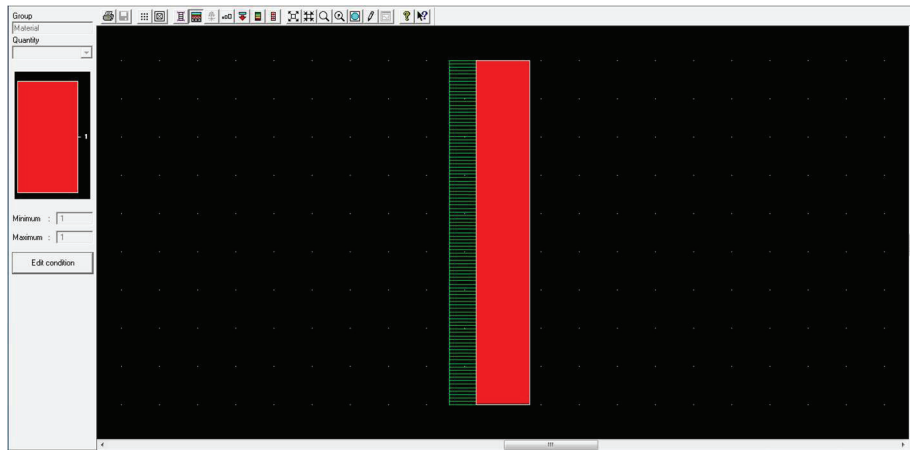 Group
Material
Quantity
1
Minimum : 1
Maximum : 1
Edit condition